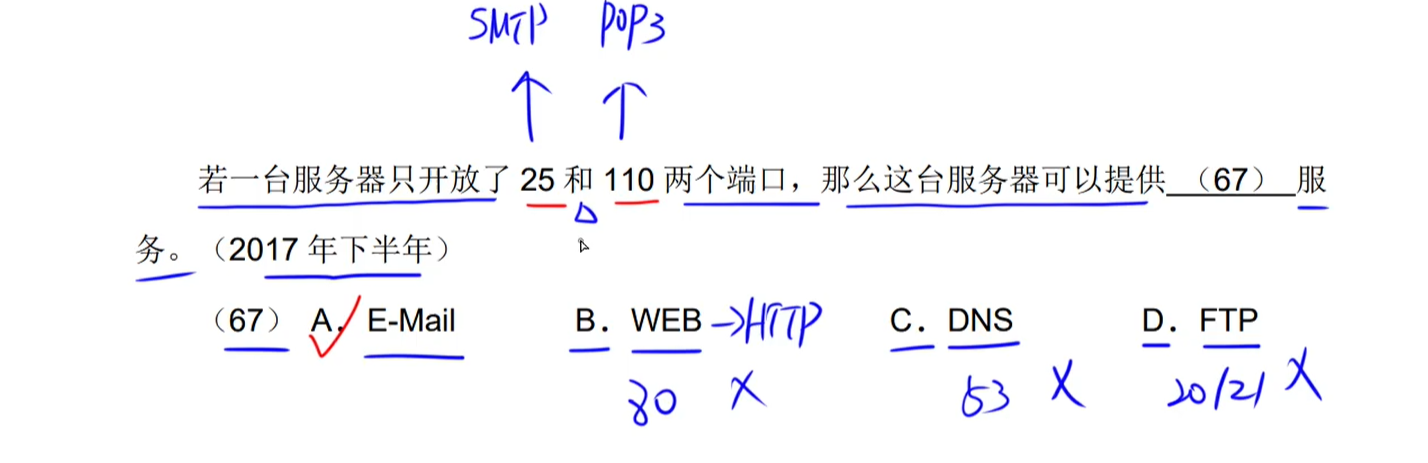 SMTP POP3
若一台服务器只开放了 25 和 110 两个端口，那么这台服务器可以提供 （67） 服
务。（2017 年下半年）
（67） A. E-Mail B. WEB →HTTP C. DNS D. FTP
80 X 53 X 20/21 X